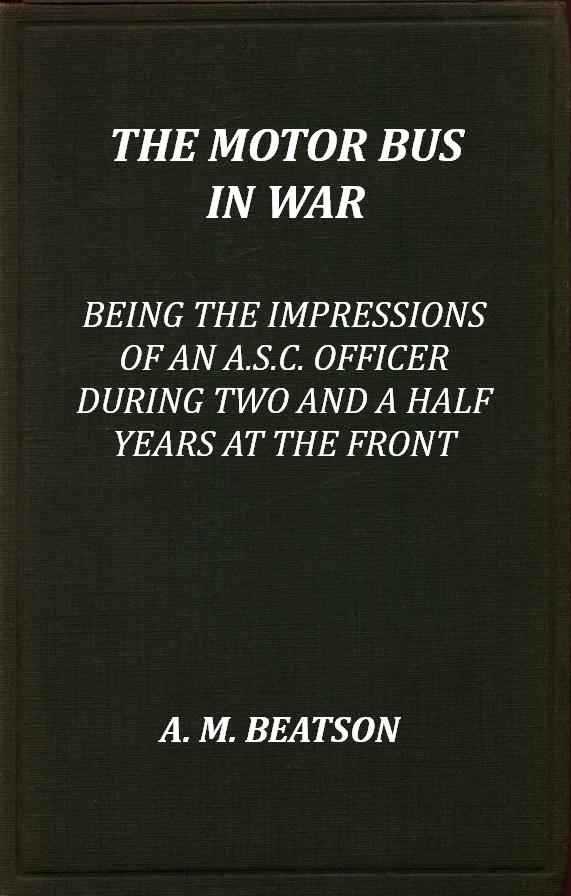 THE MOTOR BUS
IN WAR
BEING THE IMPRESSIONS
OF AN A.S.C. OFFICER
DURING TWO AND A HALF
YEARS AT THE FRONT
A. M. BEATSON